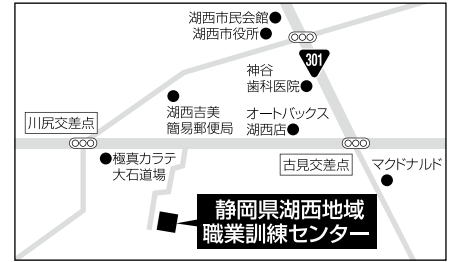 湖西市民会館
湖西市役所
301
神谷
歯科医院
湖西吉美
簡易郵便局
オートバックス
湖西店
川尻交差点
極真カラテ
大石道場
古見交差点
マクドナルド
静岡県湖西地域
職業訓練センター